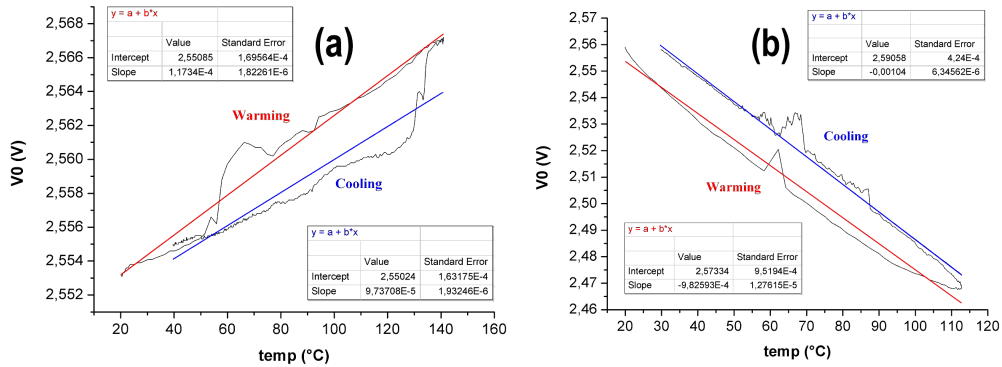 (a)
y = a + b*x
Value Standard Error
Intercept 2,55085 1,69564E-4
Slope 1,1734E-4 1,82261E-6
Warming
Cooling
y = a + b*x
Value Standard Error
Intercept 2,55024 1,63175E-4
Slope 9,73708E-5 1,93246E-6
2,568
2,566
2,564
2,562
2,560
2,558
2,556
2,554
2,552
V0 (V)
20 40 60 80 100 120 140 160
temp (°C)
(b)
y = a + b*x
Value Standard Error
Intercept 2,59058 4,24E-4
Slope -0,00104 6,34562E-6
Cooling
Warming
y = a + b*x
Value Standard Error
Intercept 2,57334 9,5194E-4
Slope -9,82593E-4 1,27615E-5
2,56
2,55
2,54
2,53
2,52
2,51
2,50
2,49
2,48
2,47
2,46
V0 (V)
20 30 40 50 60 70 80 90 100 110 120
temp (°C)